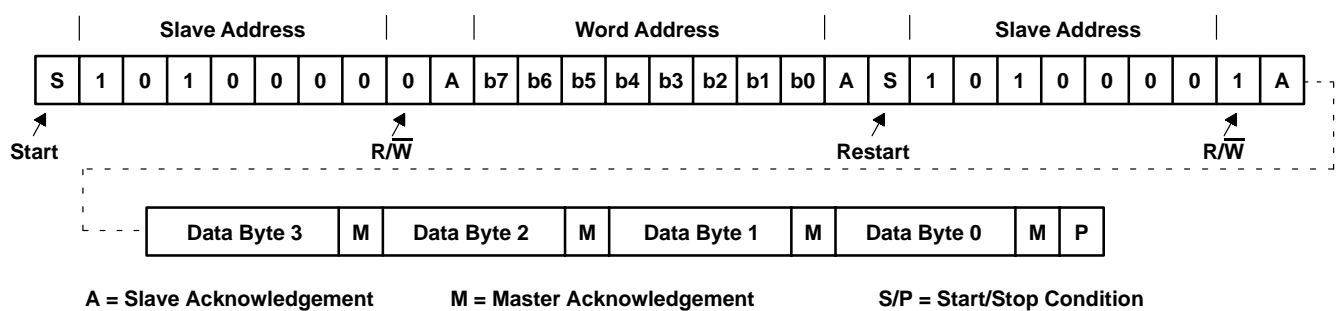 Slave Address Word Address Slave Address
S 1 0 1 0 0 0 0 0 A b7 b6 b5 b4 b3 b2 b1 b0 A S 1 0 1 0 0 0 0 1 A
Start R/W̅ Restart R/W̅
Data Byte 3 M Data Byte 2 M Data Byte 1 M Data Byte 0 M P
A = Slave Acknowledgement M = Master Acknowledgement S/P = Start/Stop Condition